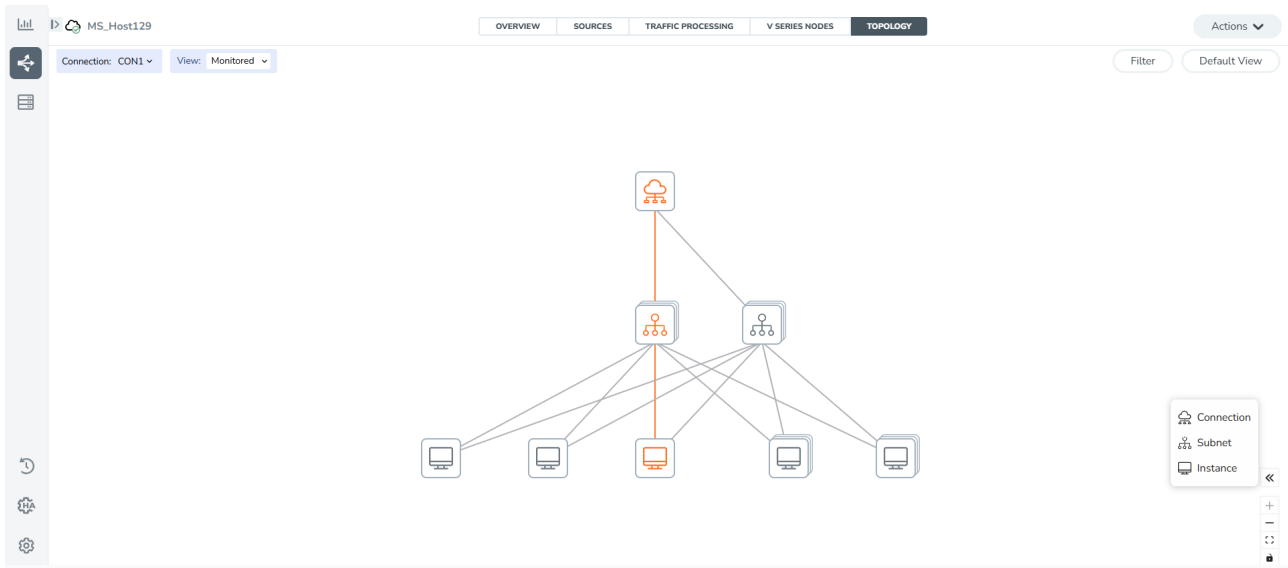 MS_Host129
OVERVIEW SOURCES TRAFFIC PROCESSING V SERIES NODES TOPOLOGY
Actions
Connection: CON1 View: Monitored
Filter Default View
Connection
Subnet
Instance
HA